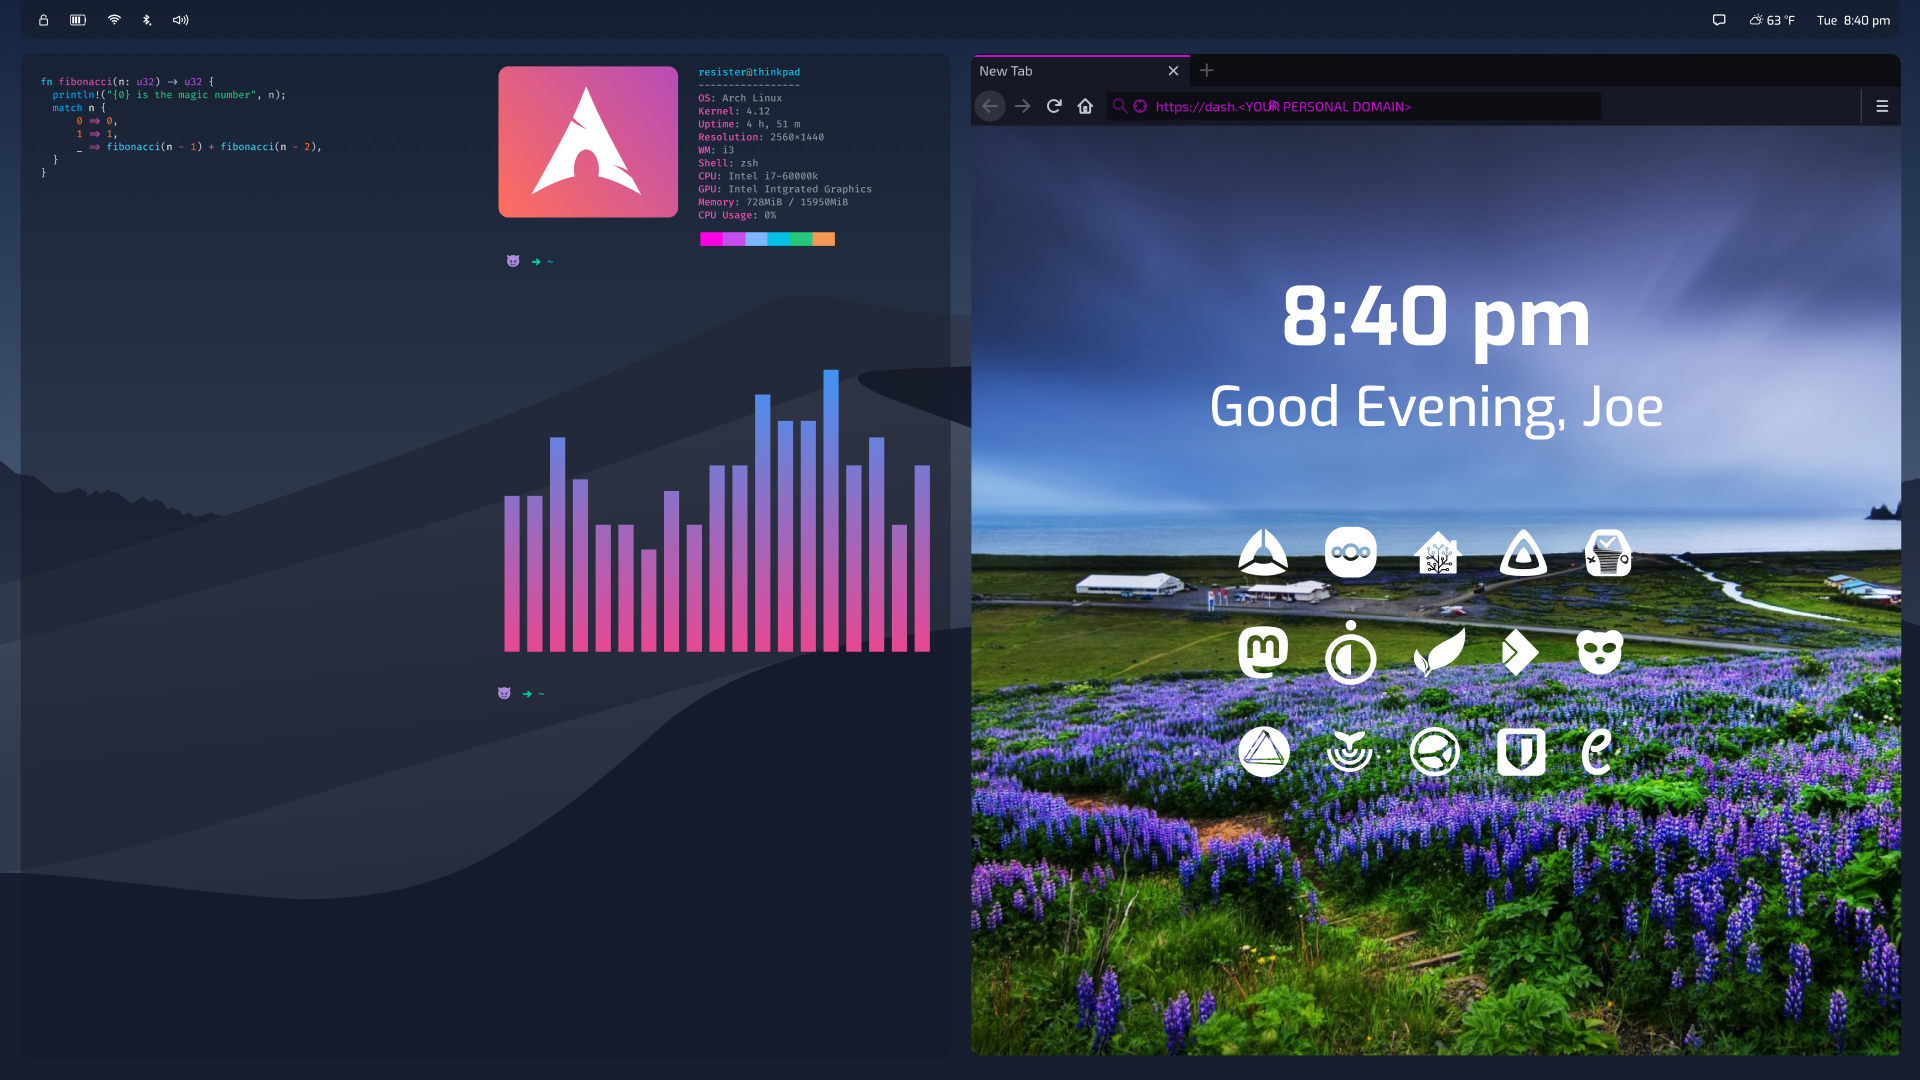 63 °F
Tue 8:40 pm
fn fibonacci(n: u32) -> u32 {
println!("{0} is the magic number", n);
match n {
0 => 0,
1 => 1,
_ => fibonacci(n - 1) + fibonacci(n - 2),
}
}
resister@thinkpad
-----------------
OS: Arch Linux
Kernel: 4.12
Uptime: 4 h, 51 m
Resolution: 2560×1440
WM: i3
Shell: zsh
CPU: Intel i7-60000k
GPU: Intel Intgrated Graphics
Memory: 728MiB / 15950MiB
CPU Usage: 0%
➜ ~
➜ ~
New Tab
https://dash.<YOUR PERSONAL DOMAIN>
8:40 pm
Good Evening, Joe